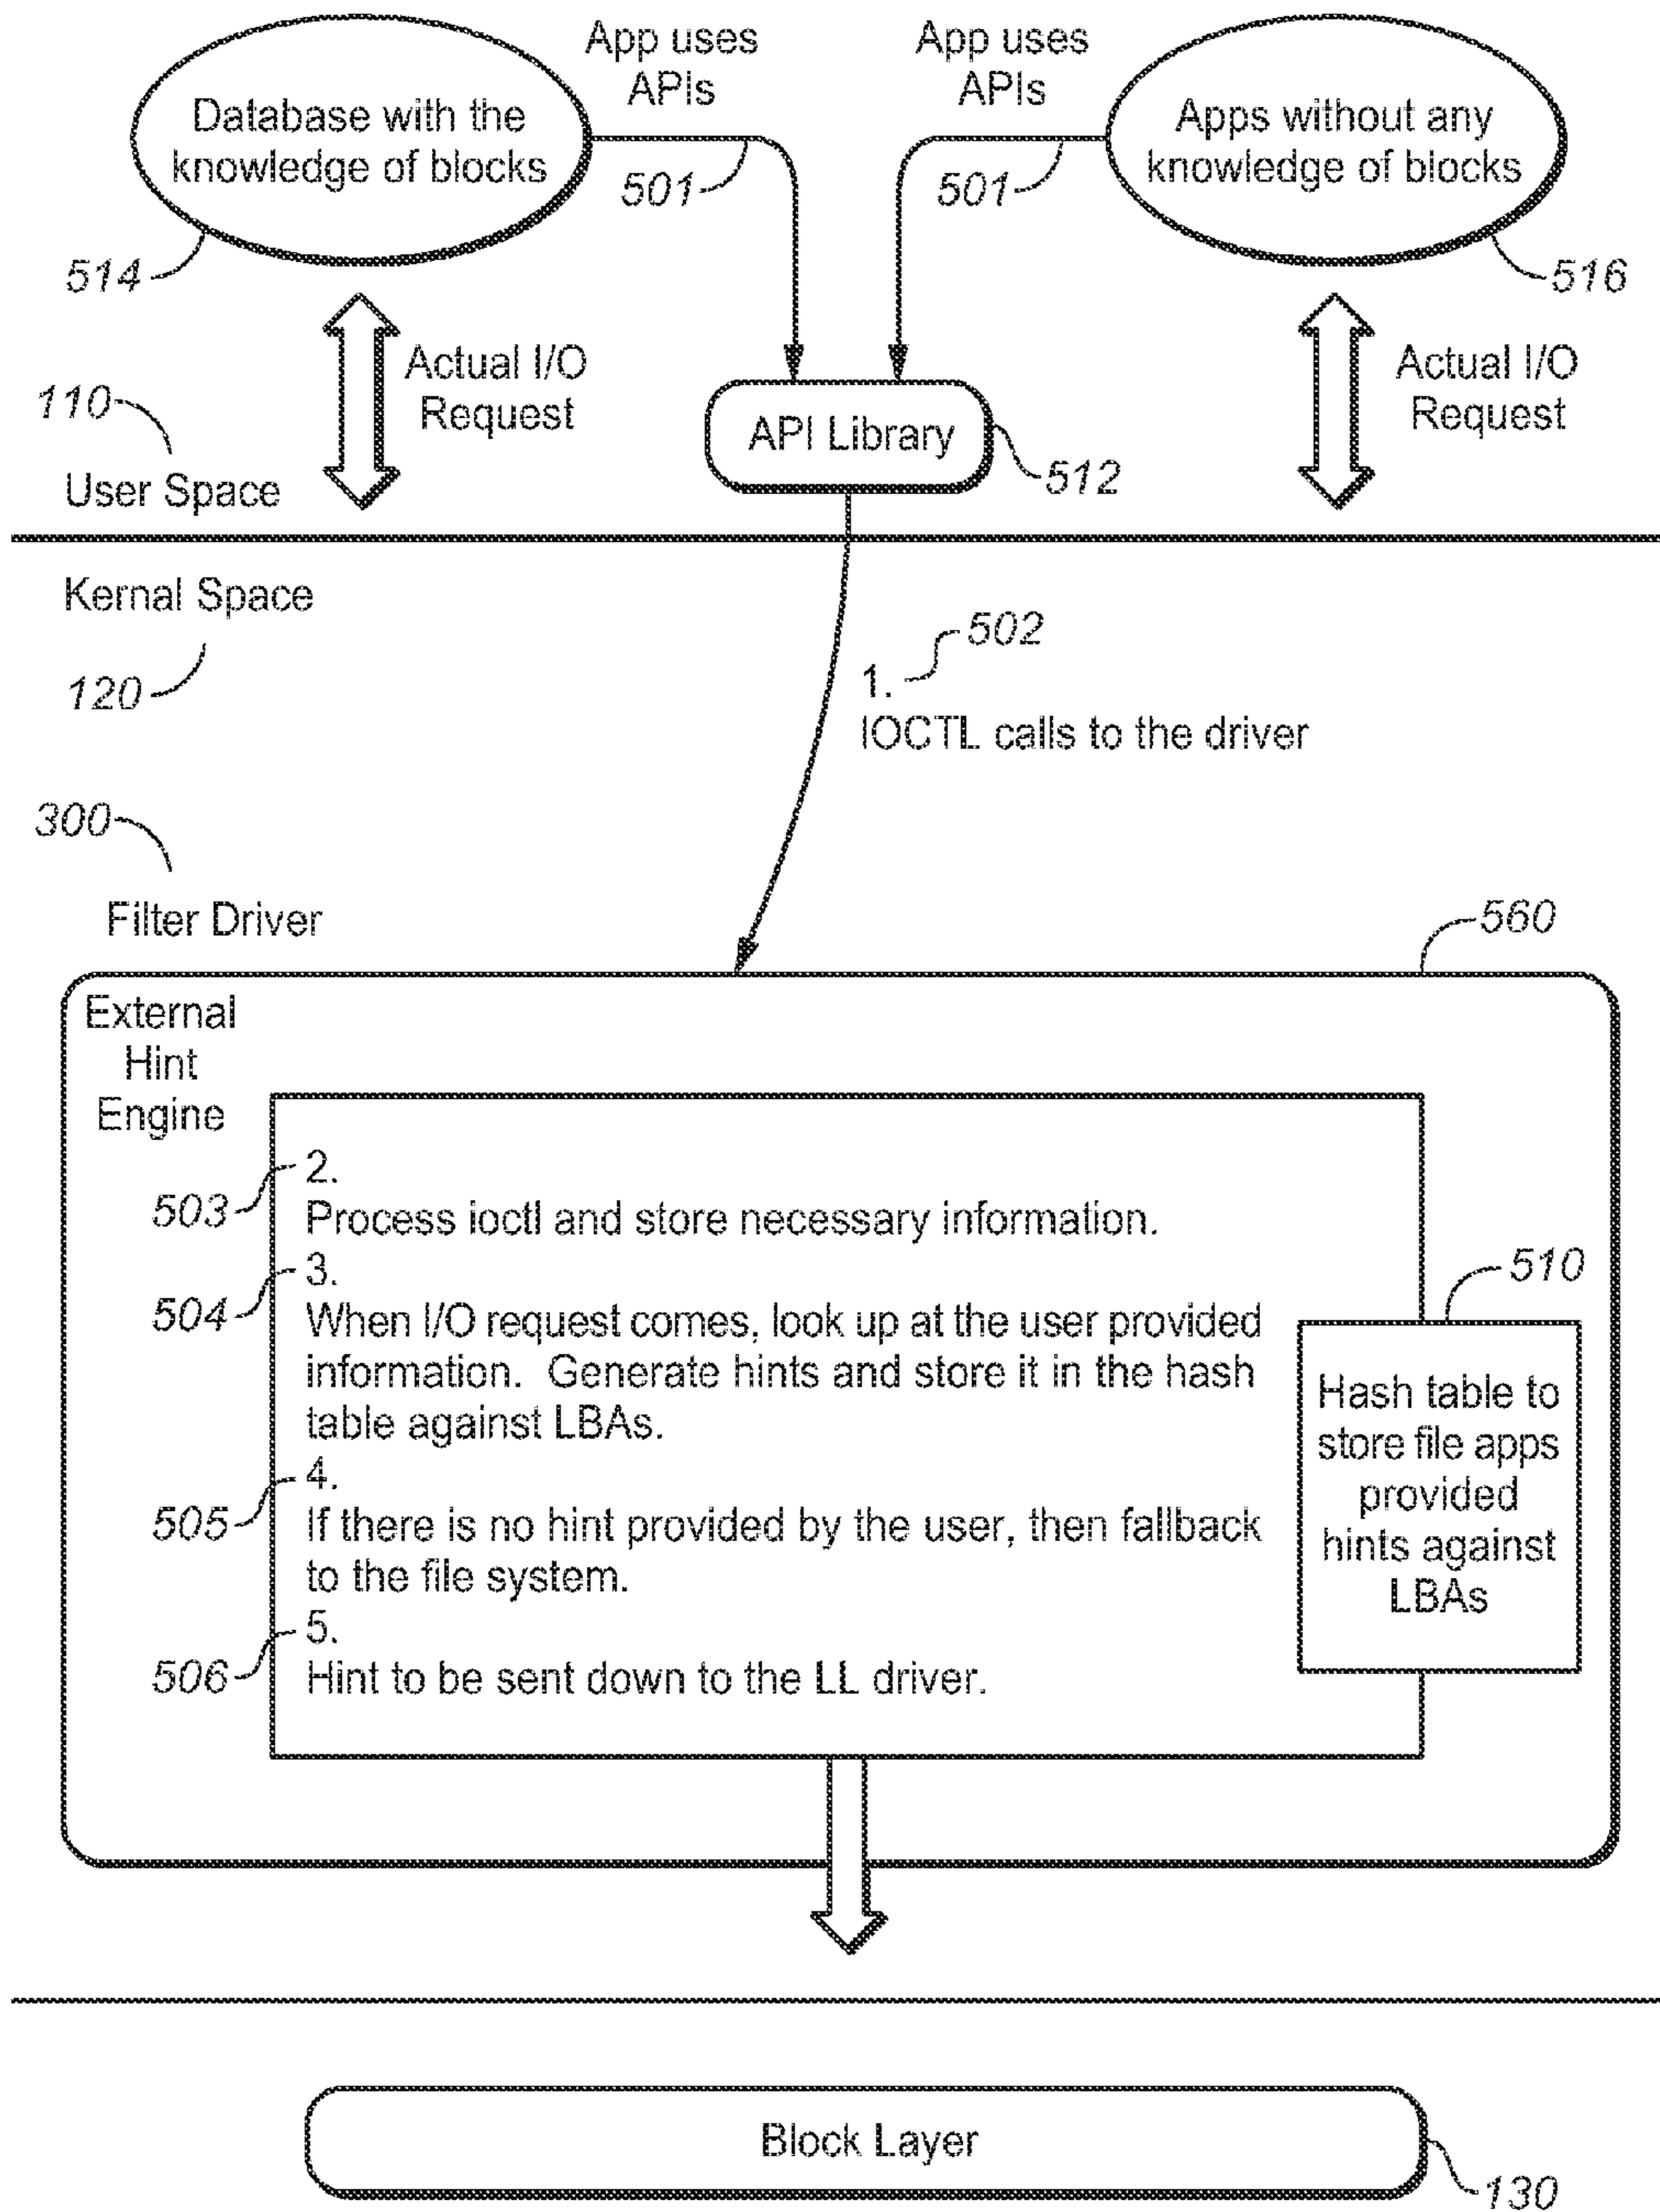 App uses
APIs
App uses
APIs
Database with the
knowledge of blocks
Apps without any
knowledge of blocks
501
501
514
516
Actual I/O
Request
Actual I/O
Request
110
API Library
512
User Space
Kernal Space
120
502
1.
IOCTL calls to the driver
300
Filter Driver
560
External
Hint
Engine
2.
503
Process ioctl and store necessary information.
3.
504
When I/O request comes, look up at the user provided
information. Generate hints and store it in the hash
table against LBAs.
4.
505
If there is no hint provided by the user, then fallback
to the file system.
5.
506
Hint to be sent down to the LL driver.
510
Hash table to
store file apps
provided
hints against
LBAs
Block Layer
130